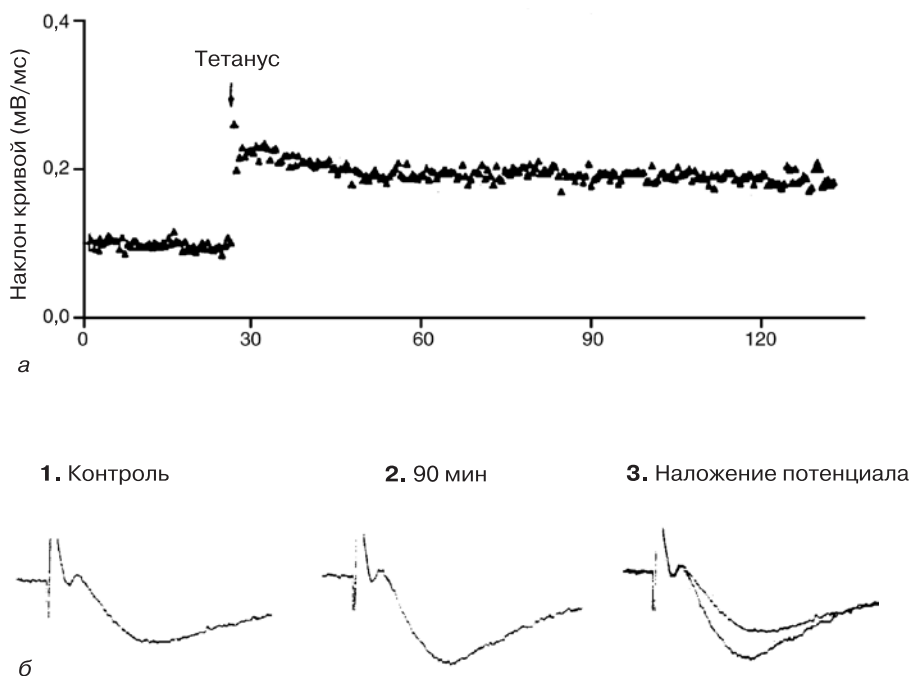 0,4
Тетанус
Наклон кривой (мВ/мс)
0,2
0,0
0
30
60
90
120
а
1. Контроль
2. 90 мин
3. Наложение потенциала
б